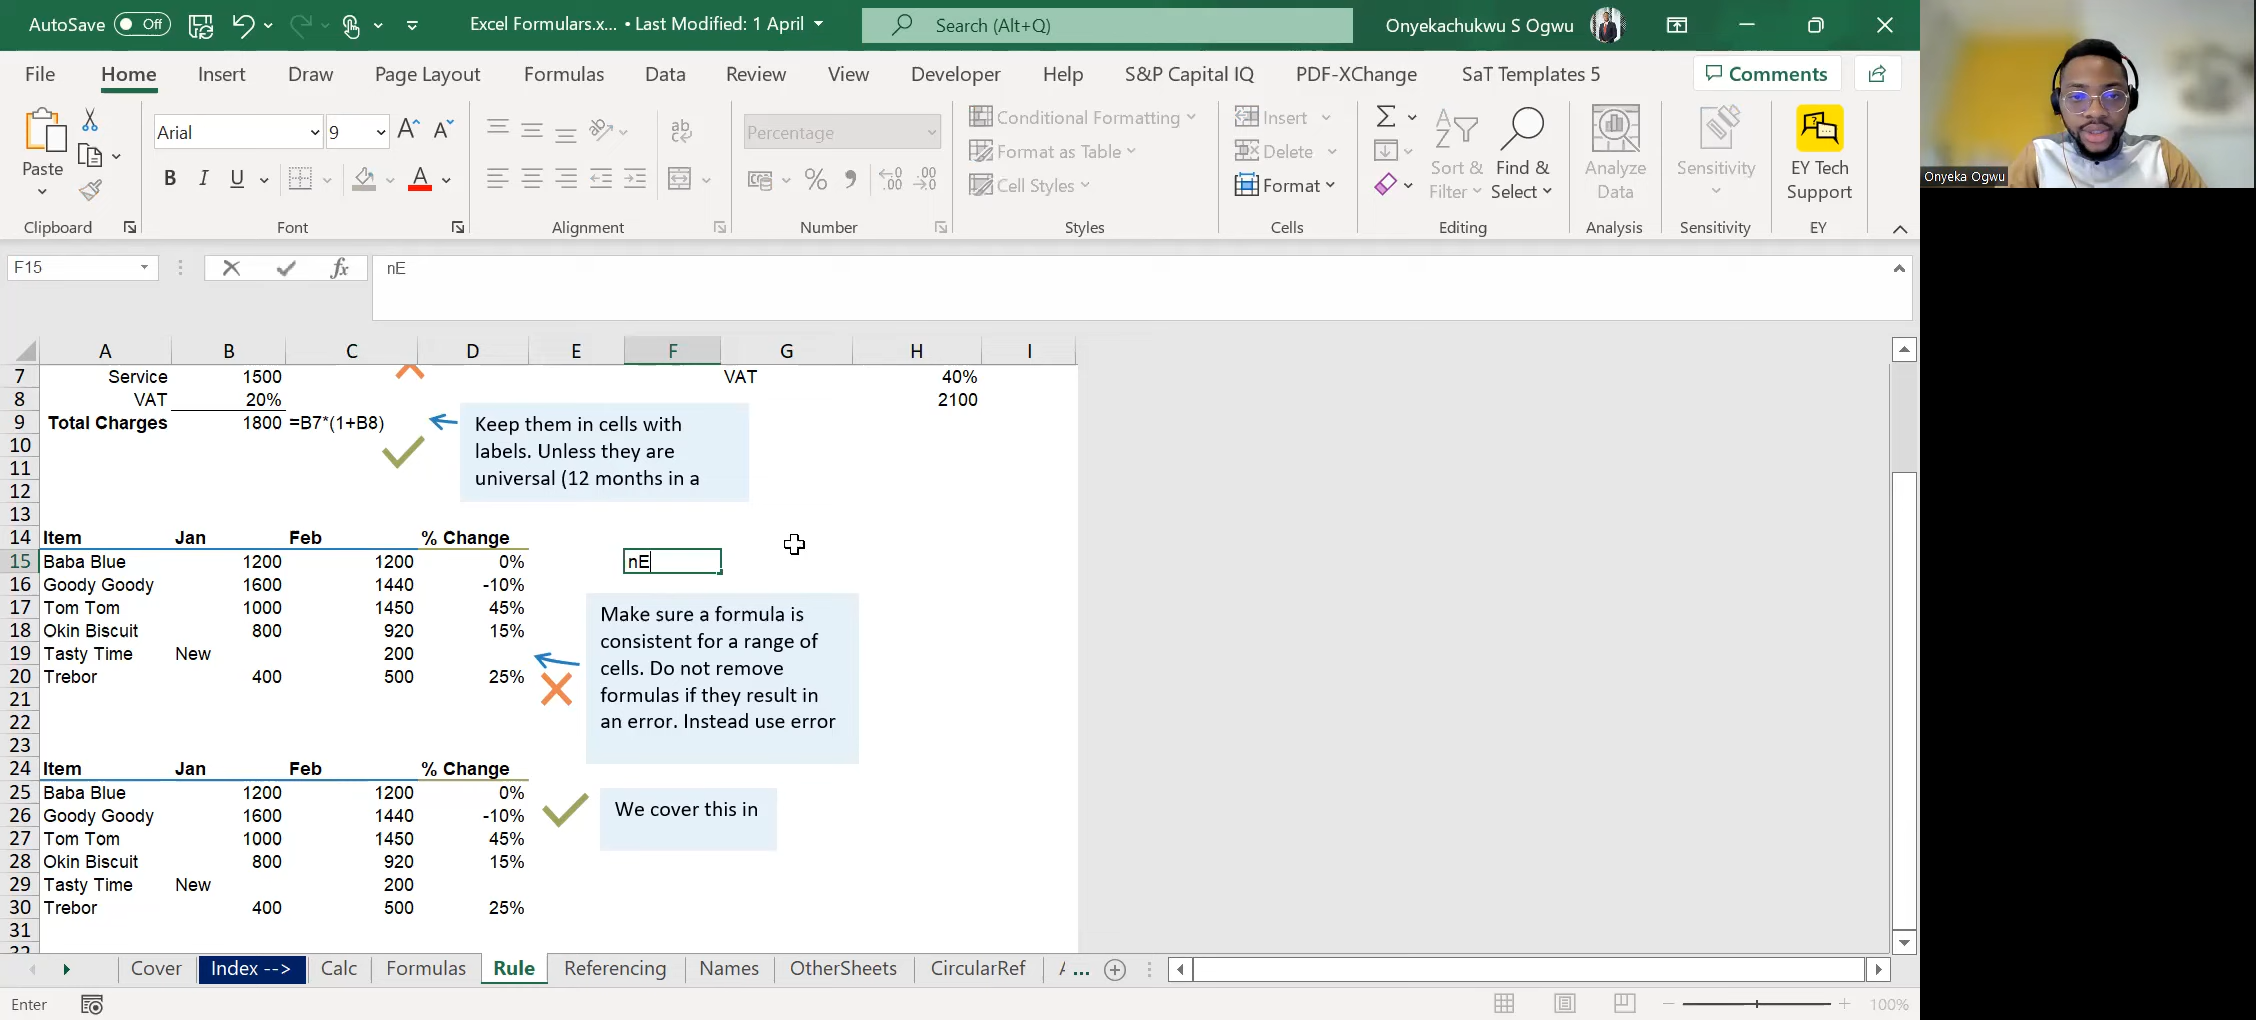 AutoSave Off Excel Formulars.x... • Last Modified: 1 April Search (Alt+Q) Onyekachukwu S Ogwu
File Home Insert Draw Page Layout Formulas Data Review View Developer Help S&P Capital IQ PDF-XChange SaT Templates 5 Comments
Arial 9 Percentage Conditional Formatting Insert
Paste Format as Table Delete Sort & Filter Find & Select Analyze Data Sensitivity EY Tech Support
B I U Cell Styles Format
Clipboard Font Alignment Number Styles Cells Editing Analysis Sensitivity EY
Onyeka Ogwu
F15 fx nE
A B C D E F G H I
7 Service 1500 VAT 40%
8 VAT 20% 2100
9 Total Charges 1800 =B7*(1+B8)
Keep them in cells with
labels. Unless they are
universal (12 months in a
10
11
12
13
14 Item Jan Feb % Change
15 Baba Blue 1200 1200 0% nE
16 Goody Goody 1600 1440 -10%
17 Tom Tom 1000 1450 45%
18 Okin Biscuit 800 920 15%
19 Tasty Time New 200
20 Trebor 400 500 25%
Make sure a formula is
consistent for a range of
cells. Do not remove
formulas if they result in
an error. Instead use error
21
22
23
24 Item Jan Feb % Change
25 Baba Blue 1200 1200 0%
We cover this in
26 Goody Goody 1600 1440 -10%
27 Tom Tom 1000 1450 45%
28 Okin Biscuit 800 920 15%
29 Tasty Time New 200
30 Trebor 400 500 25%
31
Cover Index --> Calc Formulas Rule Referencing Names OtherSheets CircularRef ...
Enter 100%